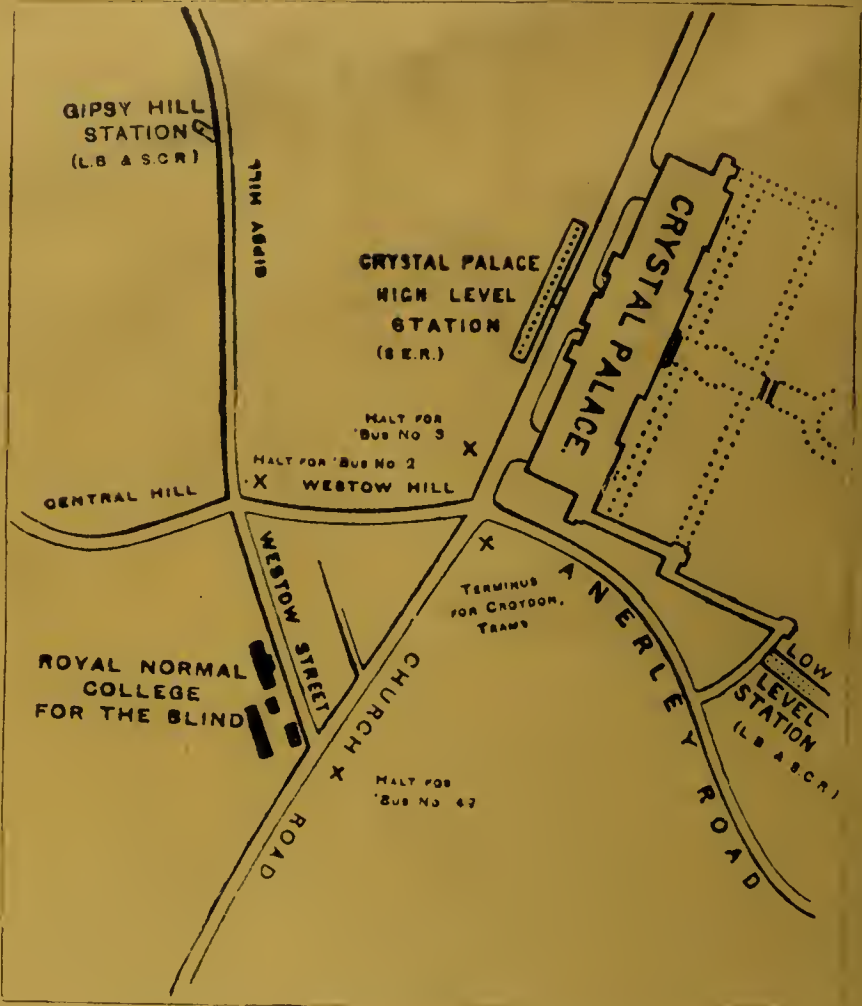 GIPSY HILL
STATION
(L.B & S.C R)
GIPSY HILL
CRYSTAL PALACE
HIGH LEVEL
STATION
(S E.R.)
CRYSTAL PALACE.
HALT FOR
'BUS No 3
X
HALT FOR 'BUS No 2
X
WESTOW HILL
CENTRAL HILL
X
TERMINUS
FOR CROYDON,
TRAMS
ANERLEY ROAD
WESTOW STREET
LOW
LEVEL
STATION
(L.B & S.C.R)
ROYAL NORMAL
COLLEGE
FOR THE BLIND
CHURCH ROAD
X
HALT FOR
'BUS No